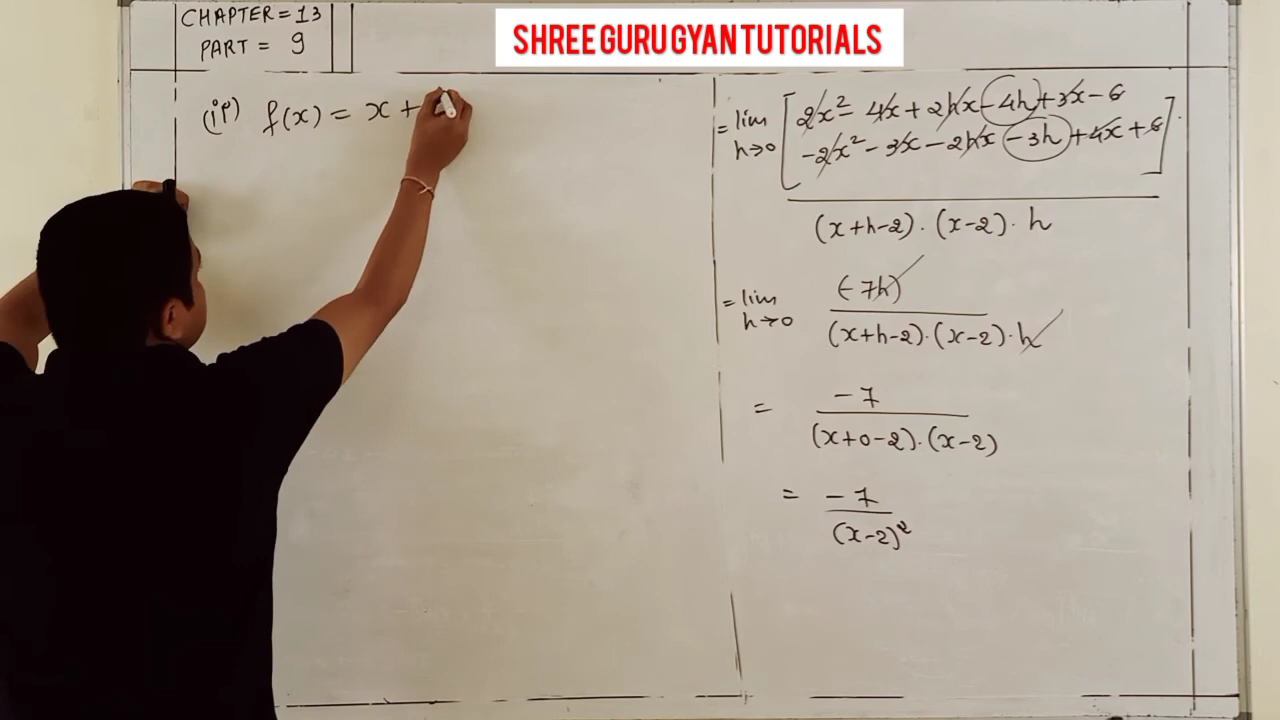 CHAPTER = 13
PART = 9
SHREE GURU GYAN TUTORIALS
(ii) f(x) = x +
= lim h→0 [2x² - 4x + 2hx - 4h + 3x - 6
-2x² - 3x - 2hx - 3h + 4x + 6]
(x+h-2).(x-2).h
= lim h→0 (-7h)
(x+h-2).(x-2).h
= -7
(x+0-2).(x-2)
= -7
(x-2)²